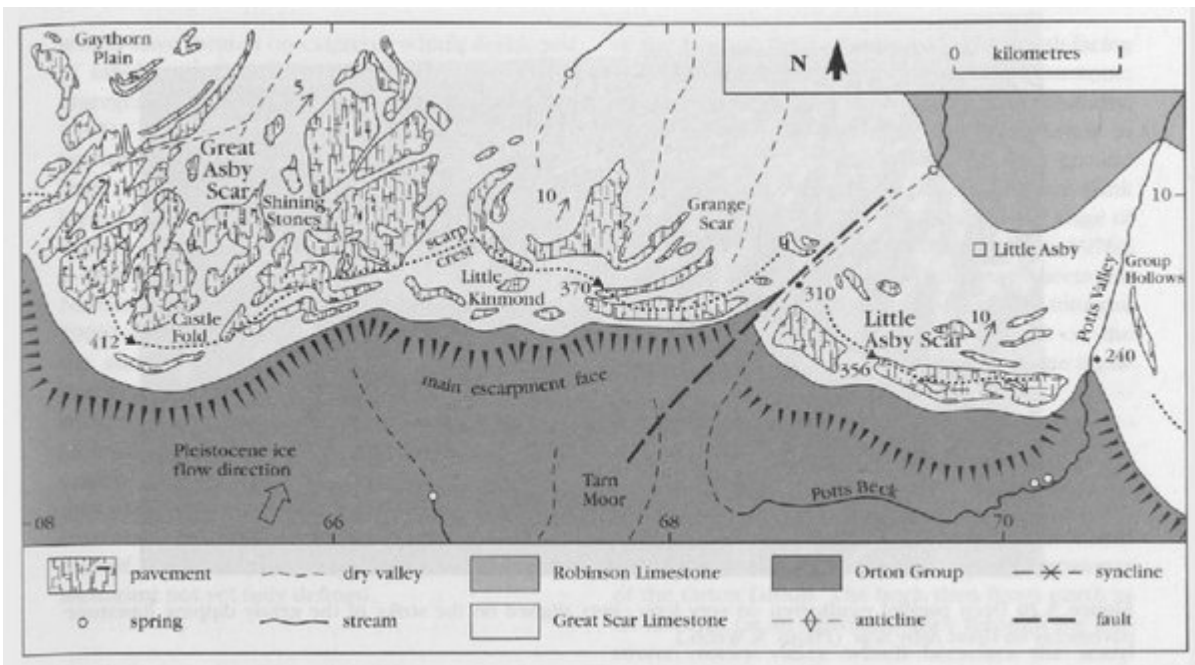 Gaythorn
Plain
5
N
0 kilometres 1
Great
Asby
Scar
Shining
Stones
10
Grange
Scar
10
scarp
crest
Little Asby
Potts Valley
Group
Hollows
Little
Kinmond
370
310
Castle
Fold
412
Little
Asby Scar
10
356
240
main escarpment face
Pleistocene ice
flow direction
Tarn
Moor
Potts Beck
08
66
68
70
pavement
dry valley
Robinson Limestone
Orton Group
syncline
spring
stream
Great Scar Limestone
anticline
fault